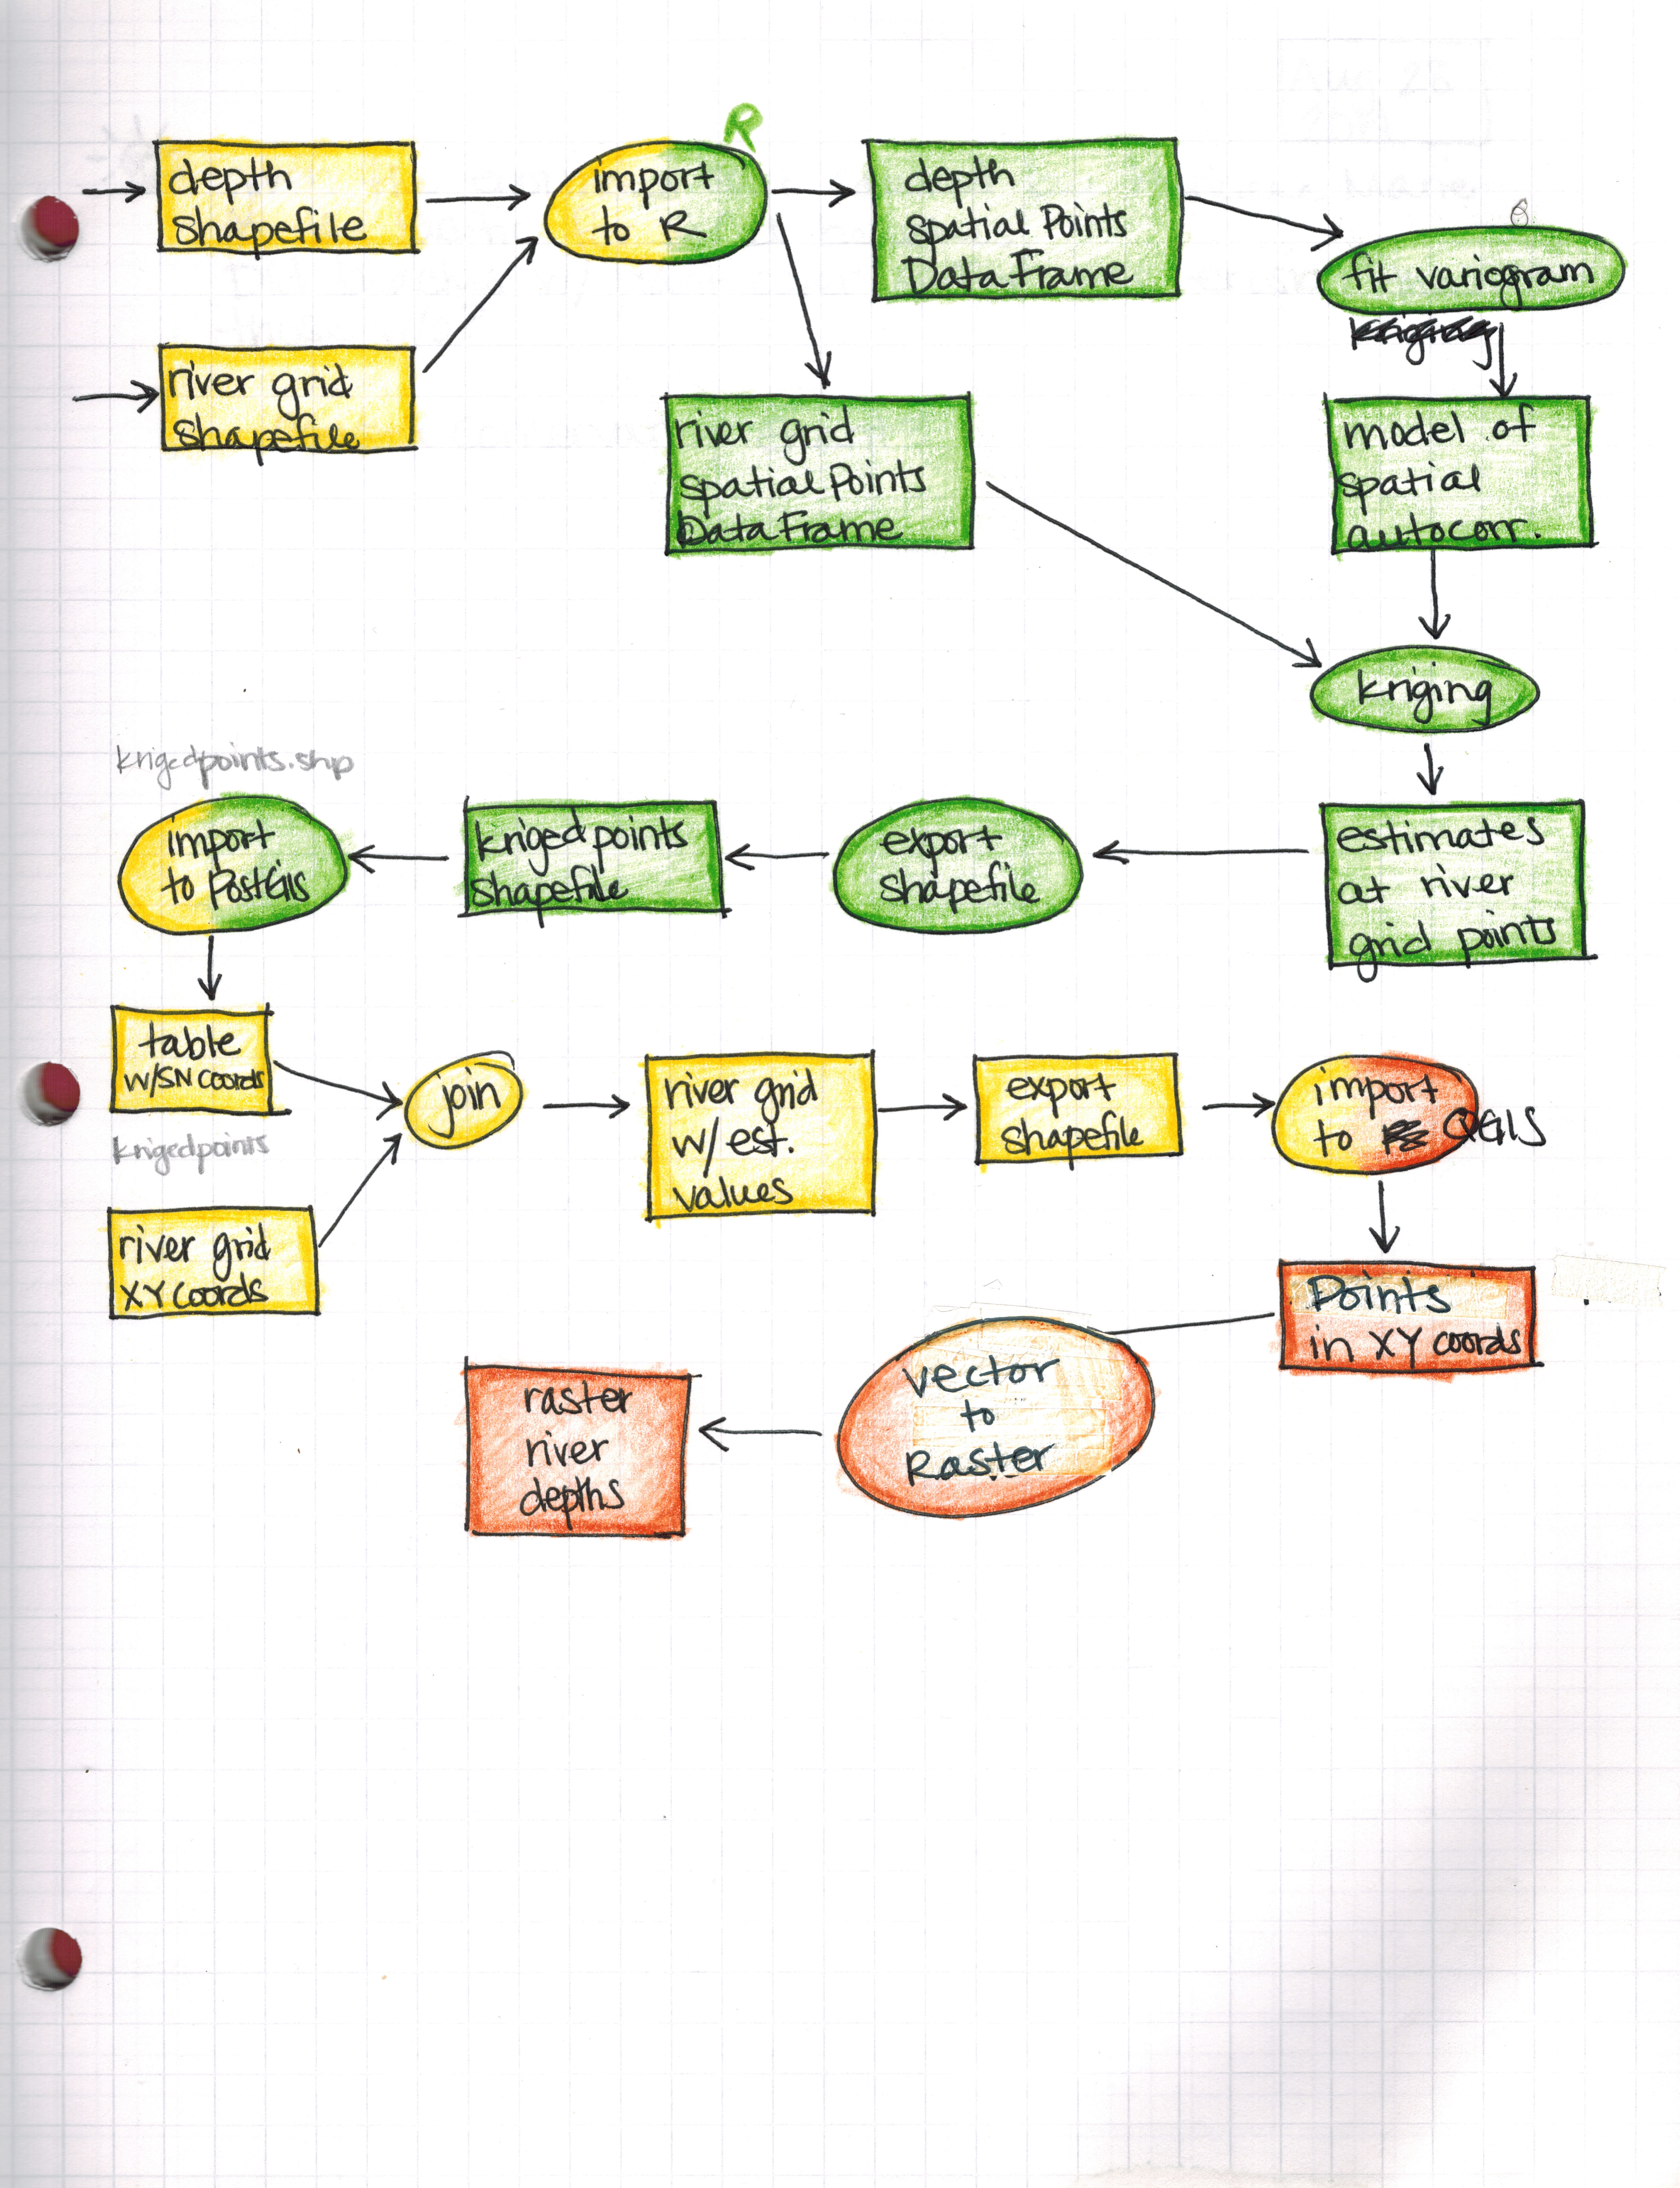 R
depth
shapefile
import
to R
depth
spatial Points
Data Frame
fit variogram
kriging
river grid
shapefile
river grid
spatial Points
Data Frame
model of
spatial
autocorr.
kriging
krigedpoints.shp
import
to PostGIS
kriged points
shapefile
export
shapefile
estimates
at river
grid points
table
w/SN coords
krigedpoints
join
river grid
w/ est.
values
export
shapefile
import
to QGIS
river grid
XY coords
Points
in XY coords
vector
to
Raster
raster
river
depths